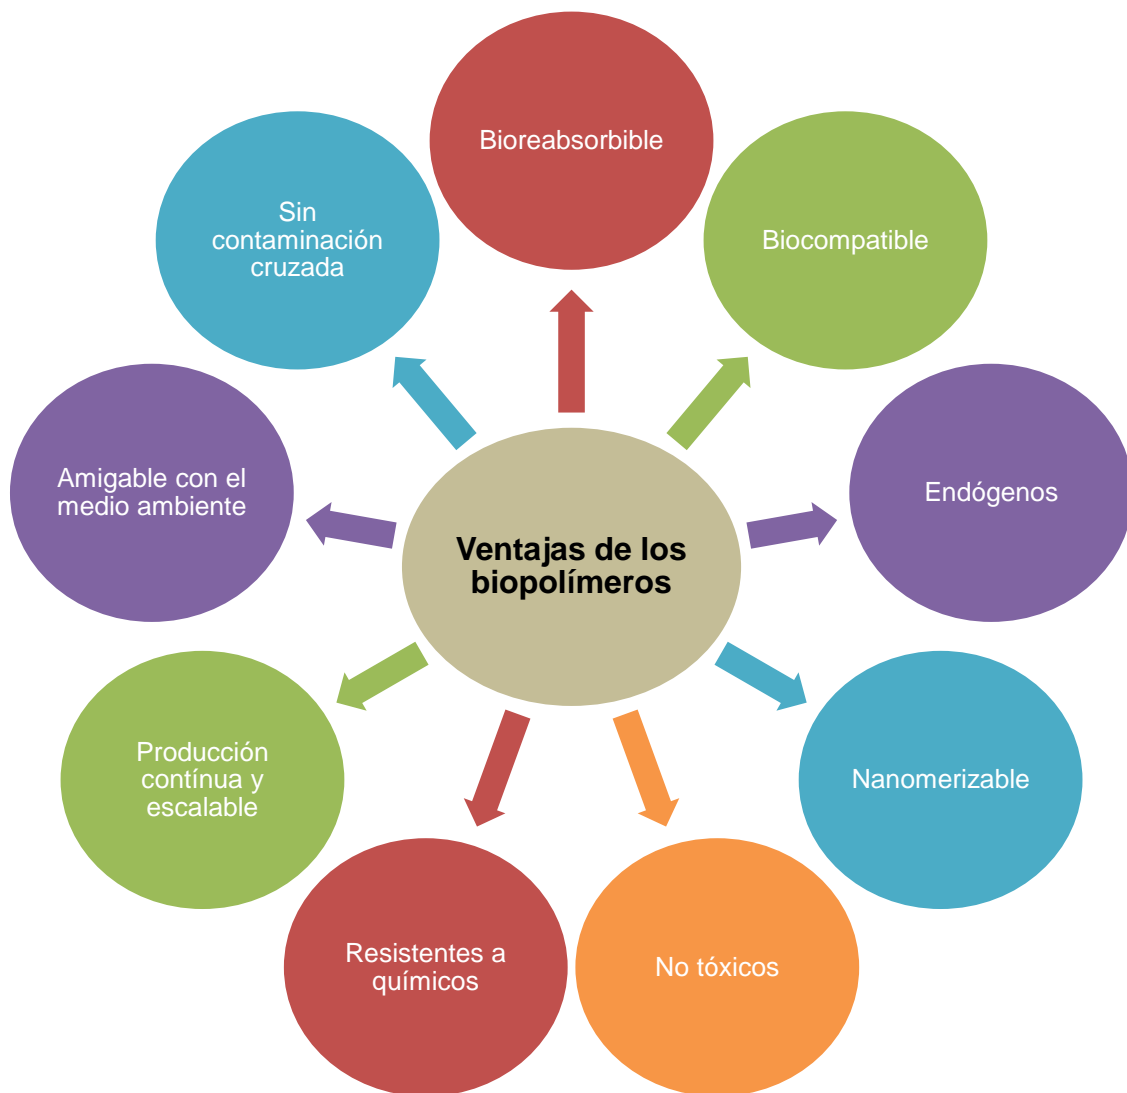 Bioreabsorbible
Biocompatible
Endógenos
Nanomerizable
No tóxicos
Resistentes a
químicos
Producción
contínua y
escalable
Amigable con el
medio ambiente
Sin
contaminación
cruzada
Ventajas de los
biopolímeros